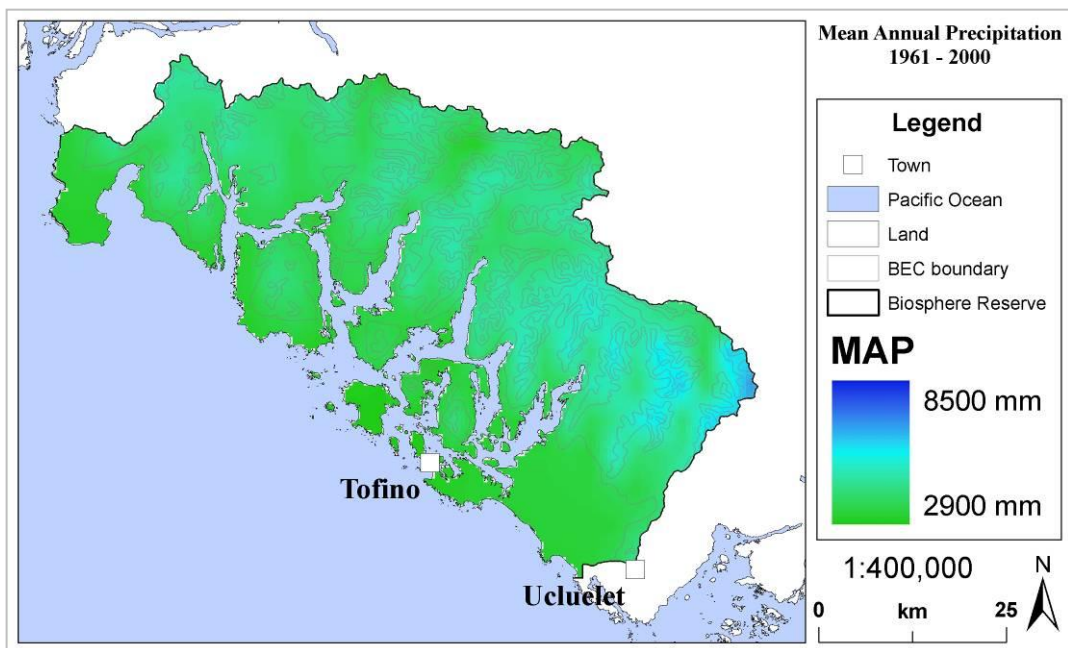 Mean Annual Precipitation
1961 - 2000
Legend
Town
Pacific Ocean
Land
BEC boundary
Biosphere Reserve
MAP
8500 mm
2900 mm
Tofino
Ucluelet
1:400,000
N
0 km 25